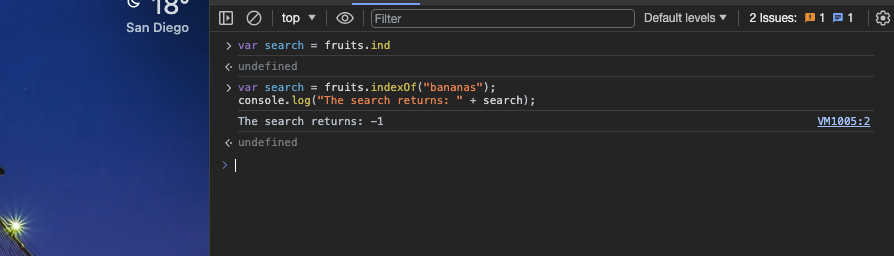 18°
San Diego
top ▼ Filter Default levels ▼ 2 Issues: 1 1
> var search = fruits.ind
undefined
> var search = fruits.indexOf("bananas");
console.log("The search returns: " + search);
The search returns: -1 VM1005:2
undefined
>